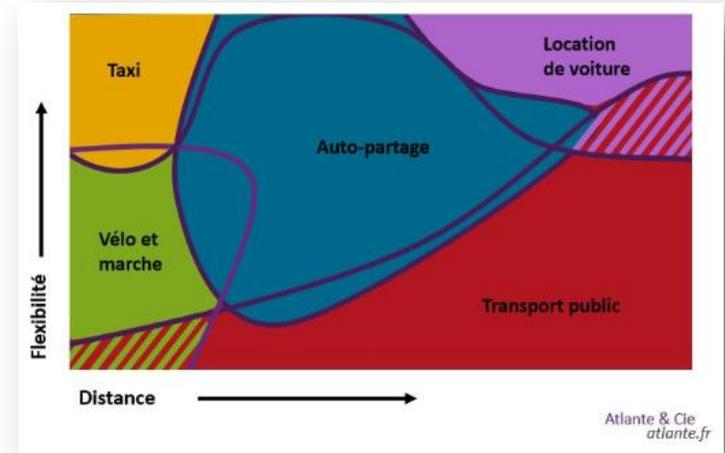 Taxi
Location
de voiture
Auto-partage
Vélo et
marche
Transport public
Flexibilité
Distance
Atlante & Cie
atlante.fr